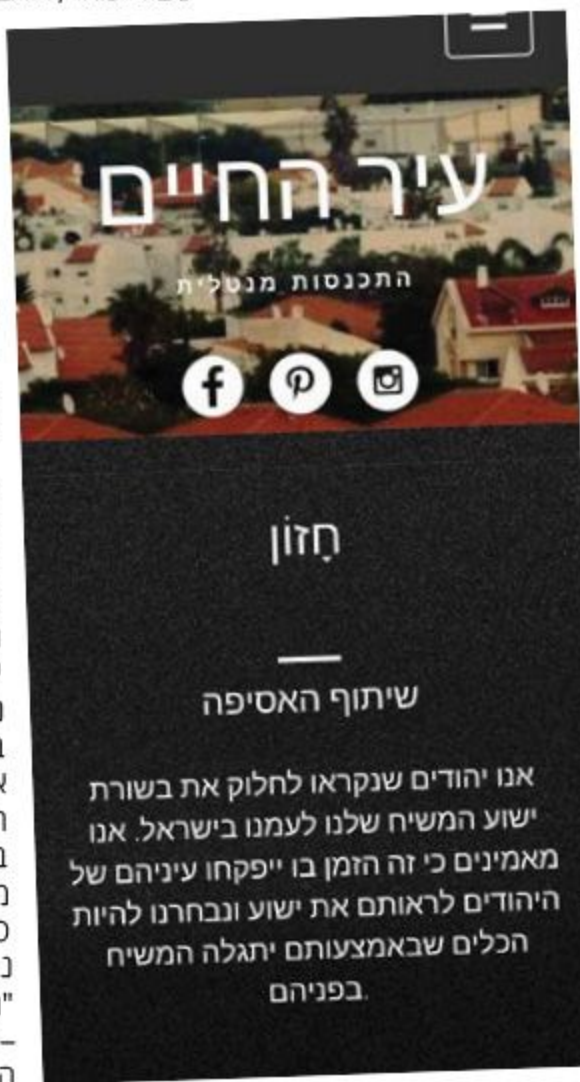 עיר החיים
התכנסות מנטלית
חָזוֹן
שיתוף האסיפה
אנו יהודים שנקראו לחלוק את בשורת
ישוע המשיח שלנו לעמנו בישראל. אנו
מאמינים כי זה הזמן בו ייפקחו עיניהם של
היהודים לראותם את ישוע ונבחרנו להיות
הכלים שבאמצעותם יתגלה המשיח
.בפניהם